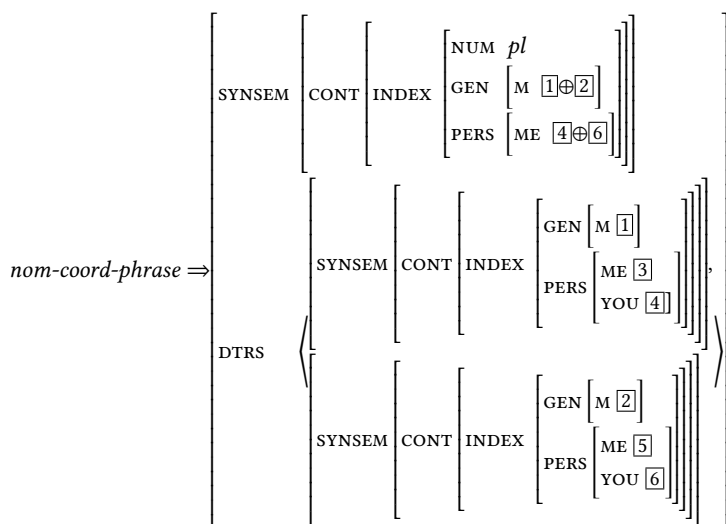 NUM pl
GEN [M 1⊕2]
SYNSEM [CONT [INDEX
PERS [ME 4⊕6]
nom-coord-phrase ⇒
DTRS
GEN [M 1]
SYNSEM [CONT [INDEX
PERS [ME 3
YOU 4]
,
GEN [M 2]
SYNSEM [CONT [INDEX
PERS [ME 5
YOU 6]